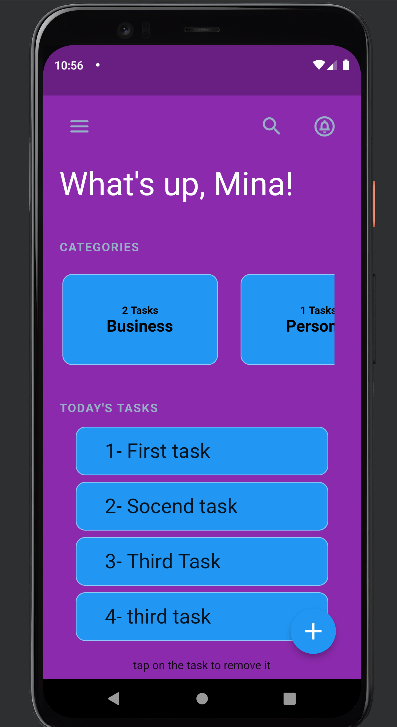 10:56
What's up, Mina!
CATEGORIES
2 Tasks
Business
1 Tasks
Person
TODAY'S TASKS
1- First task
2- Socend task
3- Third Task
4- third task
tap on the task to remove it